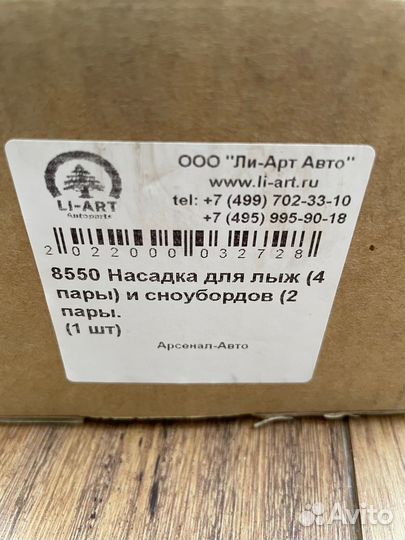 ООО "Ли-Арт Авто"
www.li-art.ru
tel: +7 (499) 702-33-10
+7 (495) 995-90-18
LI-ART
Autoparts
2022000032728
8550 Насадка для лыж (4
пары) и сноубордов (2
пары.
(1 шт)
Арсенал-Авто
Avito